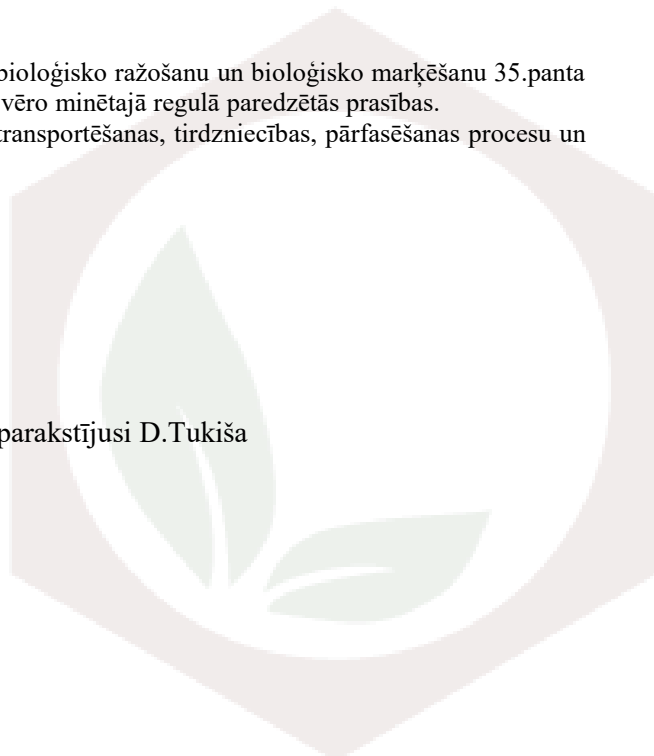 bioloģisko ražošanu un bioloģisko marķēšanu 35.panta
vēro minētajā regulā paredzētās prasības.
transportēšanas, tirdzniecības, pārfasēšanas procesu un
parakstījusi D.Tukiša